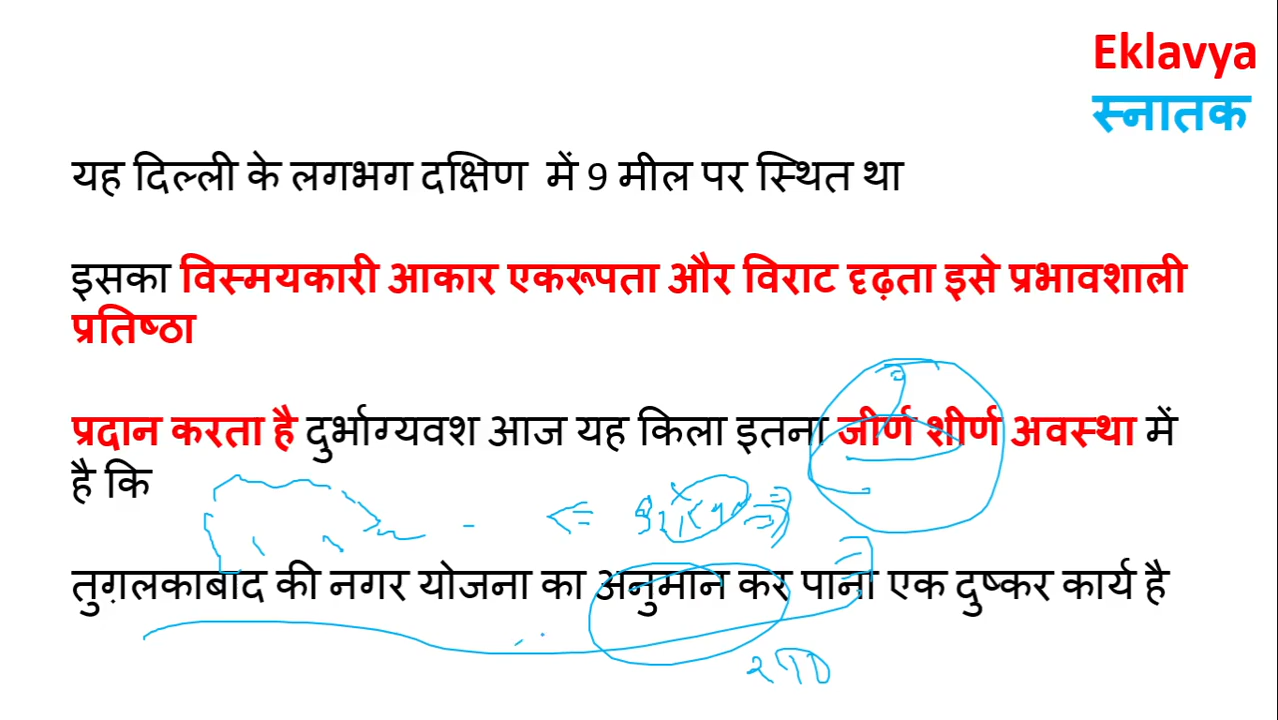 Eklavya
स्नातक
यह दिल्ली के लगभग दक्षिण में 9 मील पर स्थित था
इसका विस्मयकारी आकार एकरूपता और विराट दृढ़ता इसे प्रभावशाली
प्रतिष्ठा
प्रदान करता है दुर्भाग्यवश आज यह किला इतना जीर्ण शीर्ण अवस्था में
है कि
तुग़लकाबाद की नगर योजना का अनुमान कर पाना एक दुष्कर कार्य है